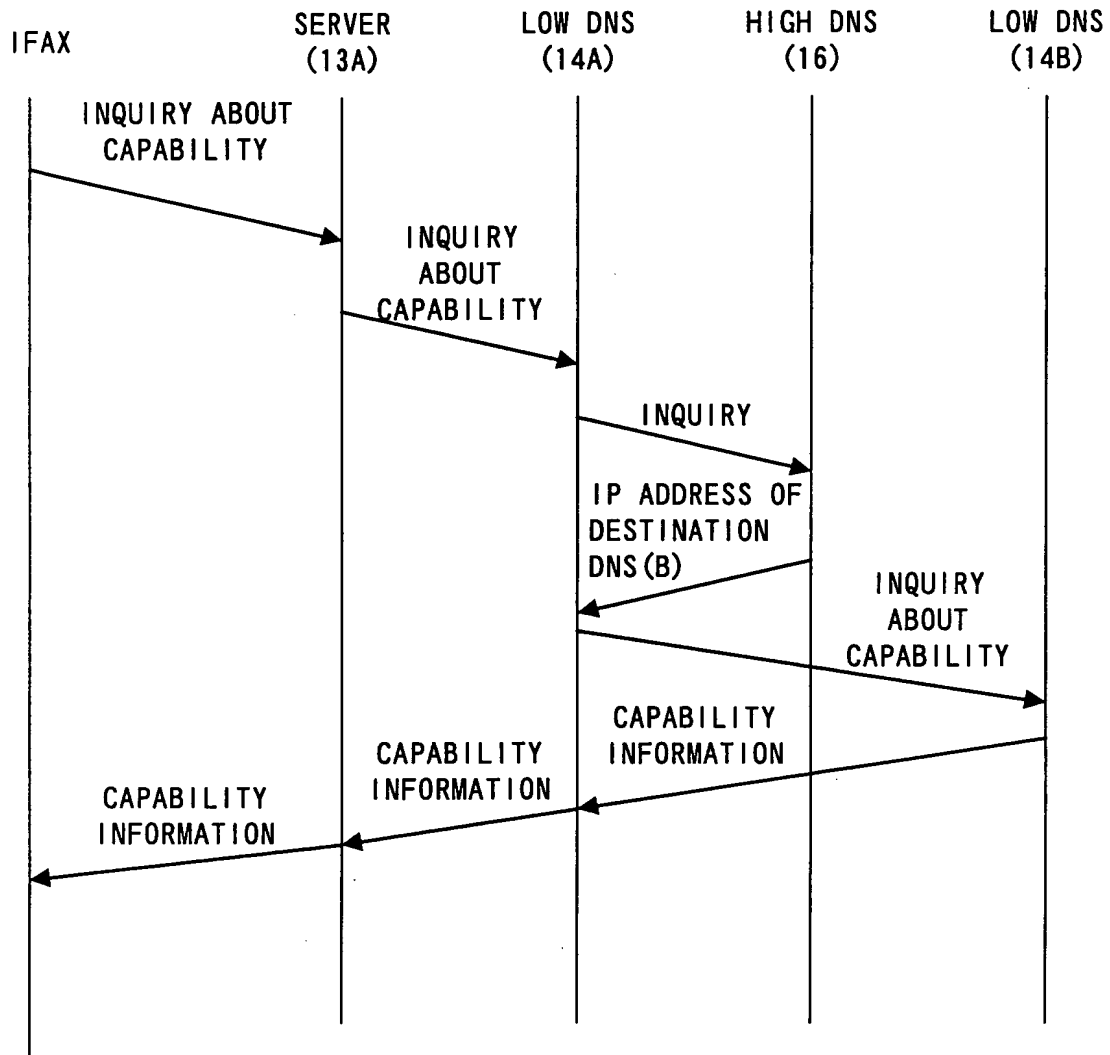 IFAX
SERVER
(13A)
LOW DNS
(14A)
HIGH DNS
(16)
LOW DNS
(14B)
INQUIRY ABOUT
CAPABILITY
INQUIRY
ABOUT
CAPABILITY
INQUIRY
IP ADDRESS OF
DESTINATION
DNS(B)
INQUIRY
ABOUT
CAPABILITY
CAPABILITY
INFORMATION
CAPABILITY
INFORMATION
CAPABILITY
INFORMATION